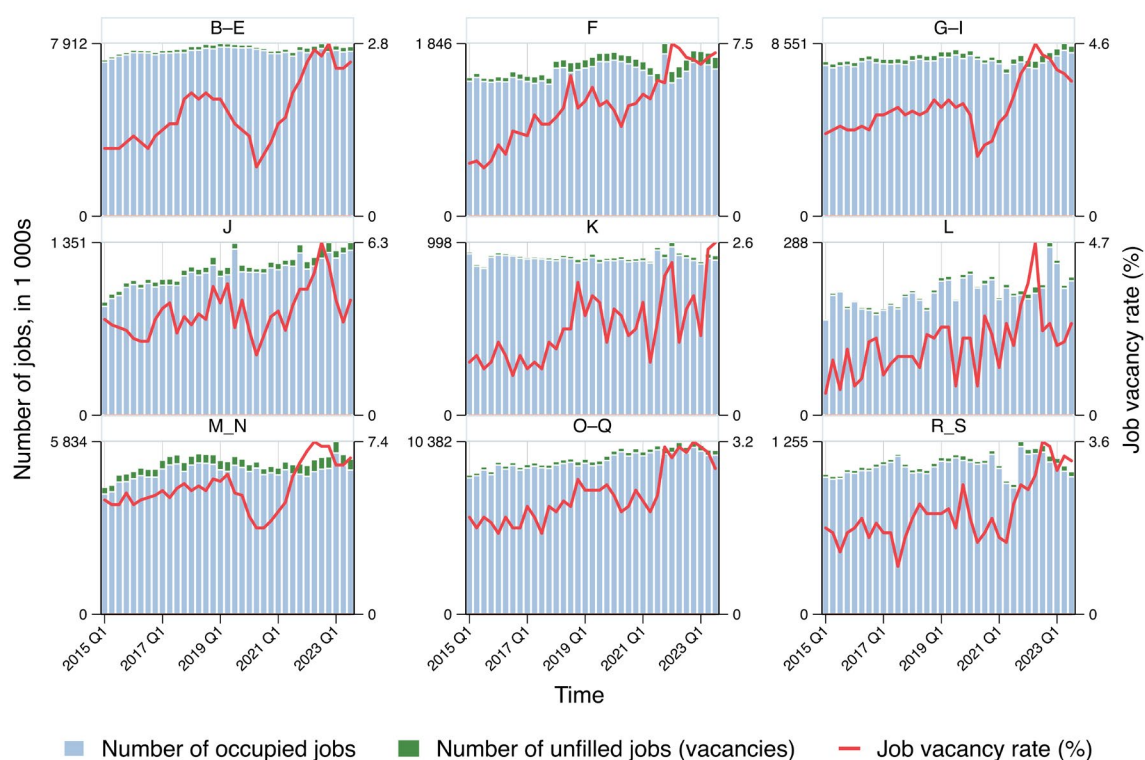 B–E F G–I
7 912 2.8 1 846 7.5 8 551 4.6
0 0 0 0 0 0
J K L
1 351 6.3 998 2.6 288 4.7
0 0 0 0 0 0
M_N O–Q R_S
5 834 7.4 10 382 3.2 1 255 3.6
0 0 0 0 0 0
2015 Q1 2017 Q1 2019 Q1 2021 Q1 2023 Q1 2015 Q1 2017 Q1 2019 Q1 2021 Q1 2023 Q1 2015 Q1 2017 Q1 2019 Q1 2021 Q1 2023 Q1
Number of jobs, in 1 000s
Job vacancy rate (%)
Time
Number of occupied jobs Number of unfilled jobs (vacancies) Job vacancy rate (%)